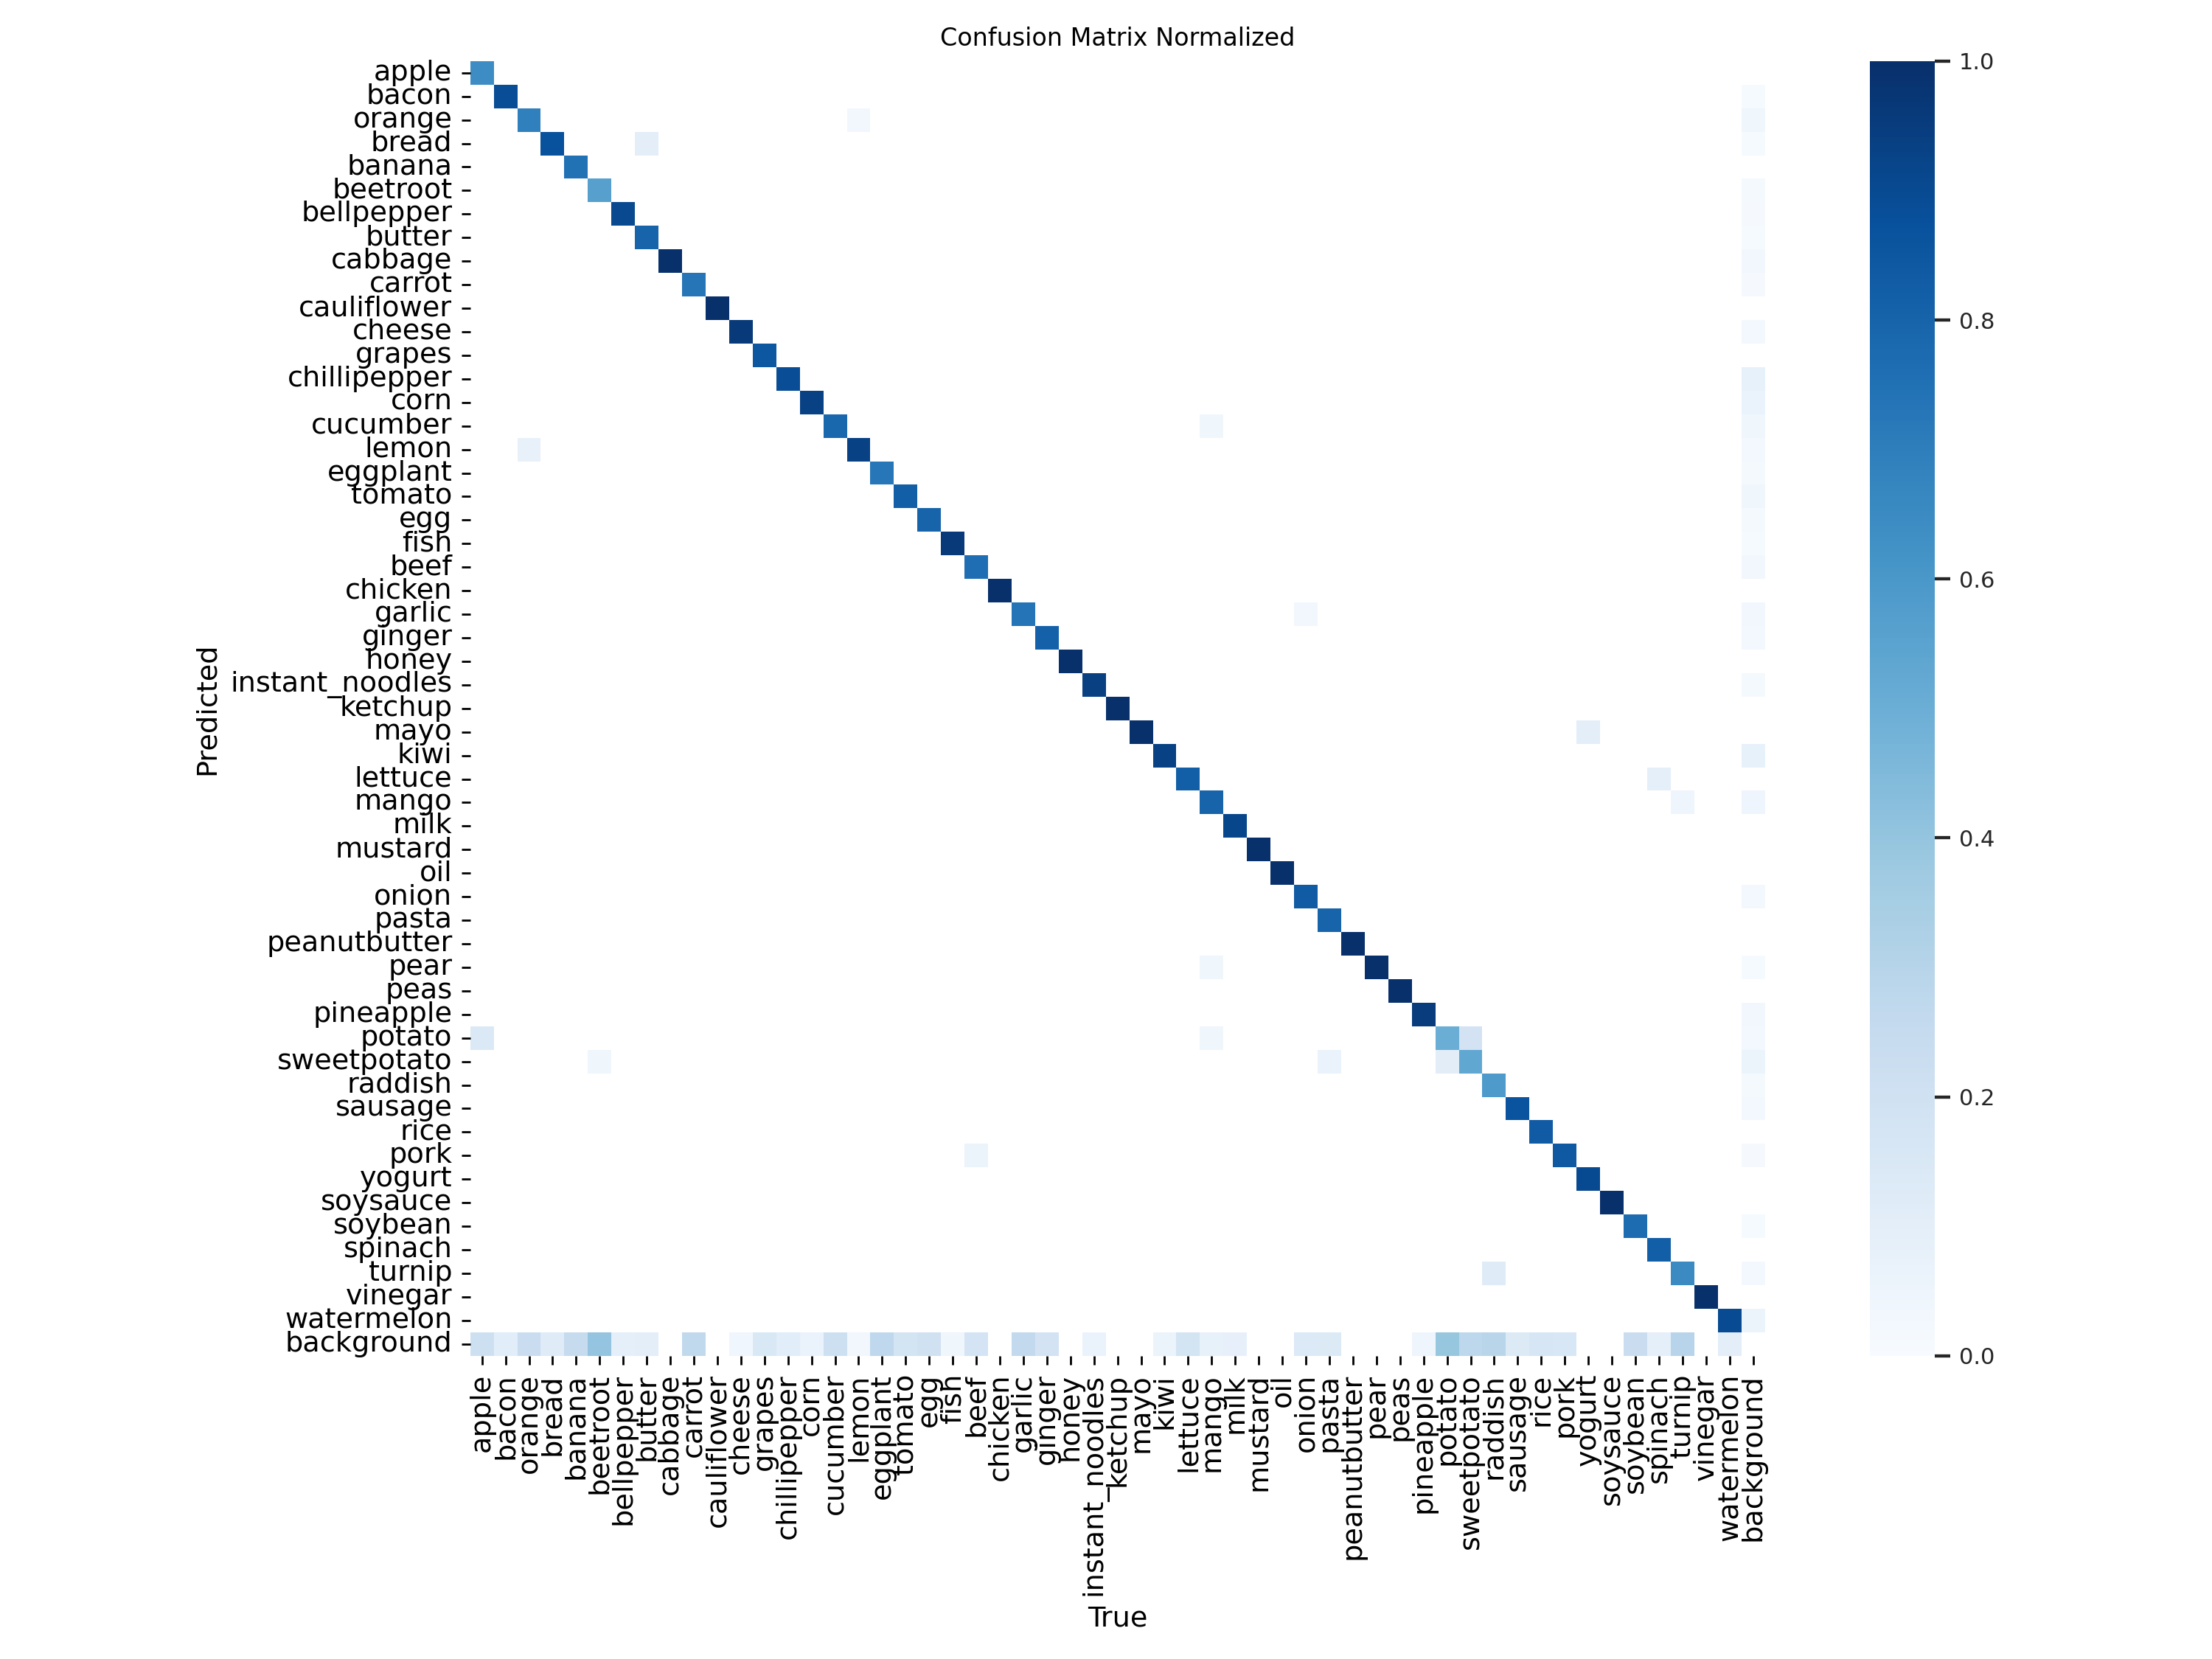 Confusion Matrix Normalized
apple
bacon
orange
bread
banana
beetroot
bellpepper
butter
cabbage
carrot
cauliflower
cheese
grapes
chillipepper
corn
cucumber
lemon
eggplant
tomato
egg
fish
beef
chicken
garlic
ginger
honey
instant_noodles
ketchup
mayo
kiwi
lettuce
mango
milk
mustard
oil
onion
pasta
peanutbutter
pear
peas
pineapple
potato
sweetpotato
raddish
sausage
rice
pork
yogurt
soysauce
soybean
spinach
turnip
vinegar
watermelon
background
Predicted
apple
bacon
orange
bread
banana
beetroot
bellpepper
butter
cabbage
carrot
cauliflower
cheese
grapes
chillipepper
corn
cucumber
lemon
eggplant
tomato
egg
fish
beef
chicken
garlic
ginger
honey
instant_noodles
ketchup
mayo
kiwi
lettuce
mango
milk
mustard
oil
onion
pasta
peanutbutter
pear
peas
pineapple
potato
sweetpotato
raddish
sausage
rice
pork
yogurt
soysauce
soybean
spinach
turnip
vinegar
watermelon
background
True
1.0
0.8
0.6
0.4
0.2
0.0